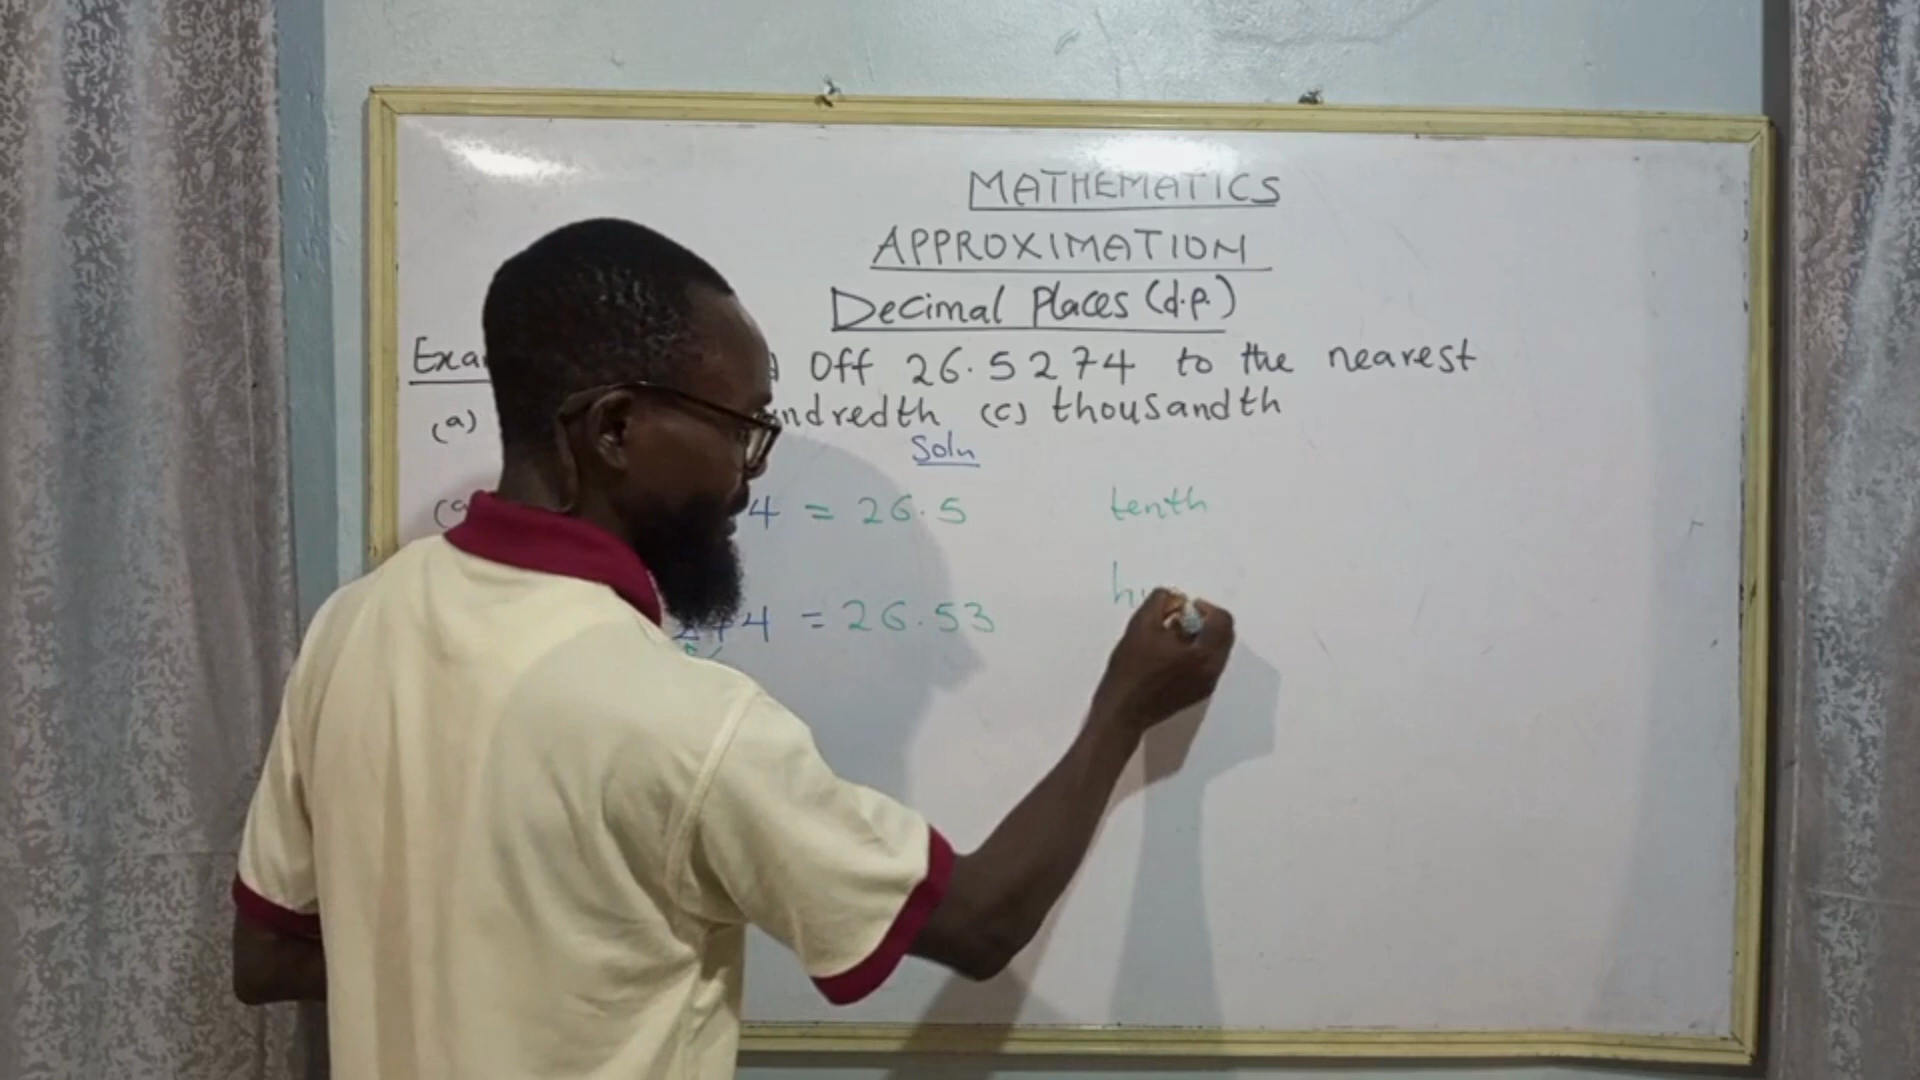 MATHEMATICS
APPROXIMATION
Decimal Places (d.p.)
Off 26.5274 to the nearest
(a) (c) thousandth
Soln
4 = 26.5 tenth
4 = 26.53